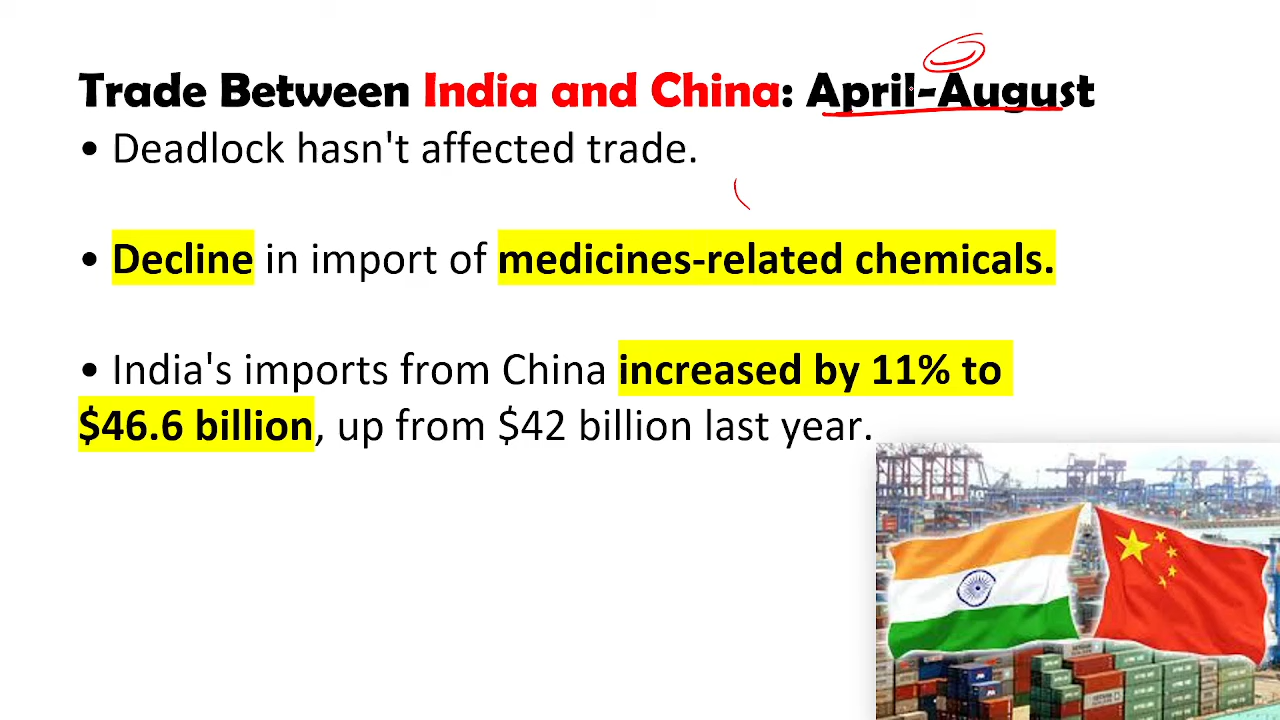 Trade Between India and China: April-August
• Deadlock hasn't affected trade.
• Decline in import of medicines-related chemicals.
• India's imports from China increased by 11% to
$46.6 billion, up from $42 billion last year.